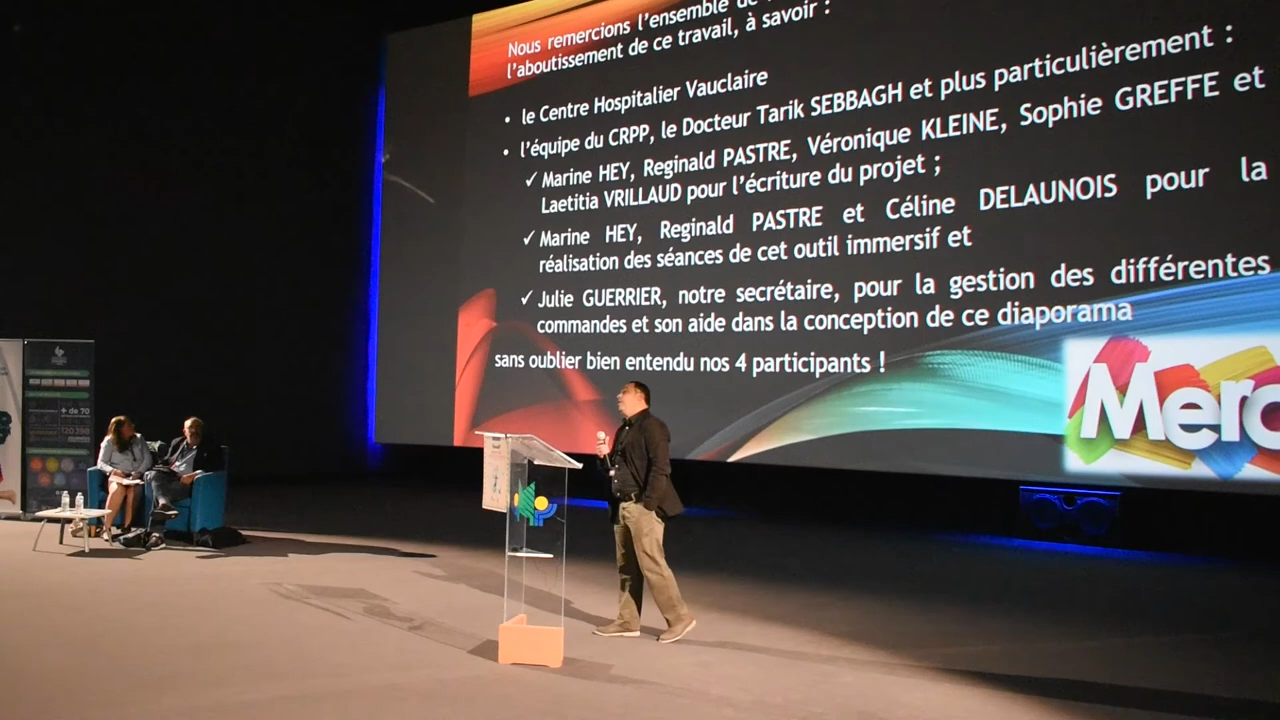 Nous remercions l'ensemble de
l'aboutissement de ce travail, à savoir :
• le Centre Hospitalier Vauclaire
• l'équipe du CRPP, le Docteur Tarik SEBBAGH et plus particulièrement :
✓ Marine HEY, Reginald PASTRE, Véronique KLEINE, Sophie GREFFE et
Laetitia VRILLAUD pour l'écriture du projet ;
✓ Marine HEY, Reginald PASTRE et Céline DELAUNOIS pour la
réalisation des séances de cet outil immersif et
✓ Julie GUERRIER, notre secrétaire, pour la gestion des différentes
commandes et son aide dans la conception de ce diaporama
sans oublier bien entendu nos 4 participants !
Merc
+ de 70